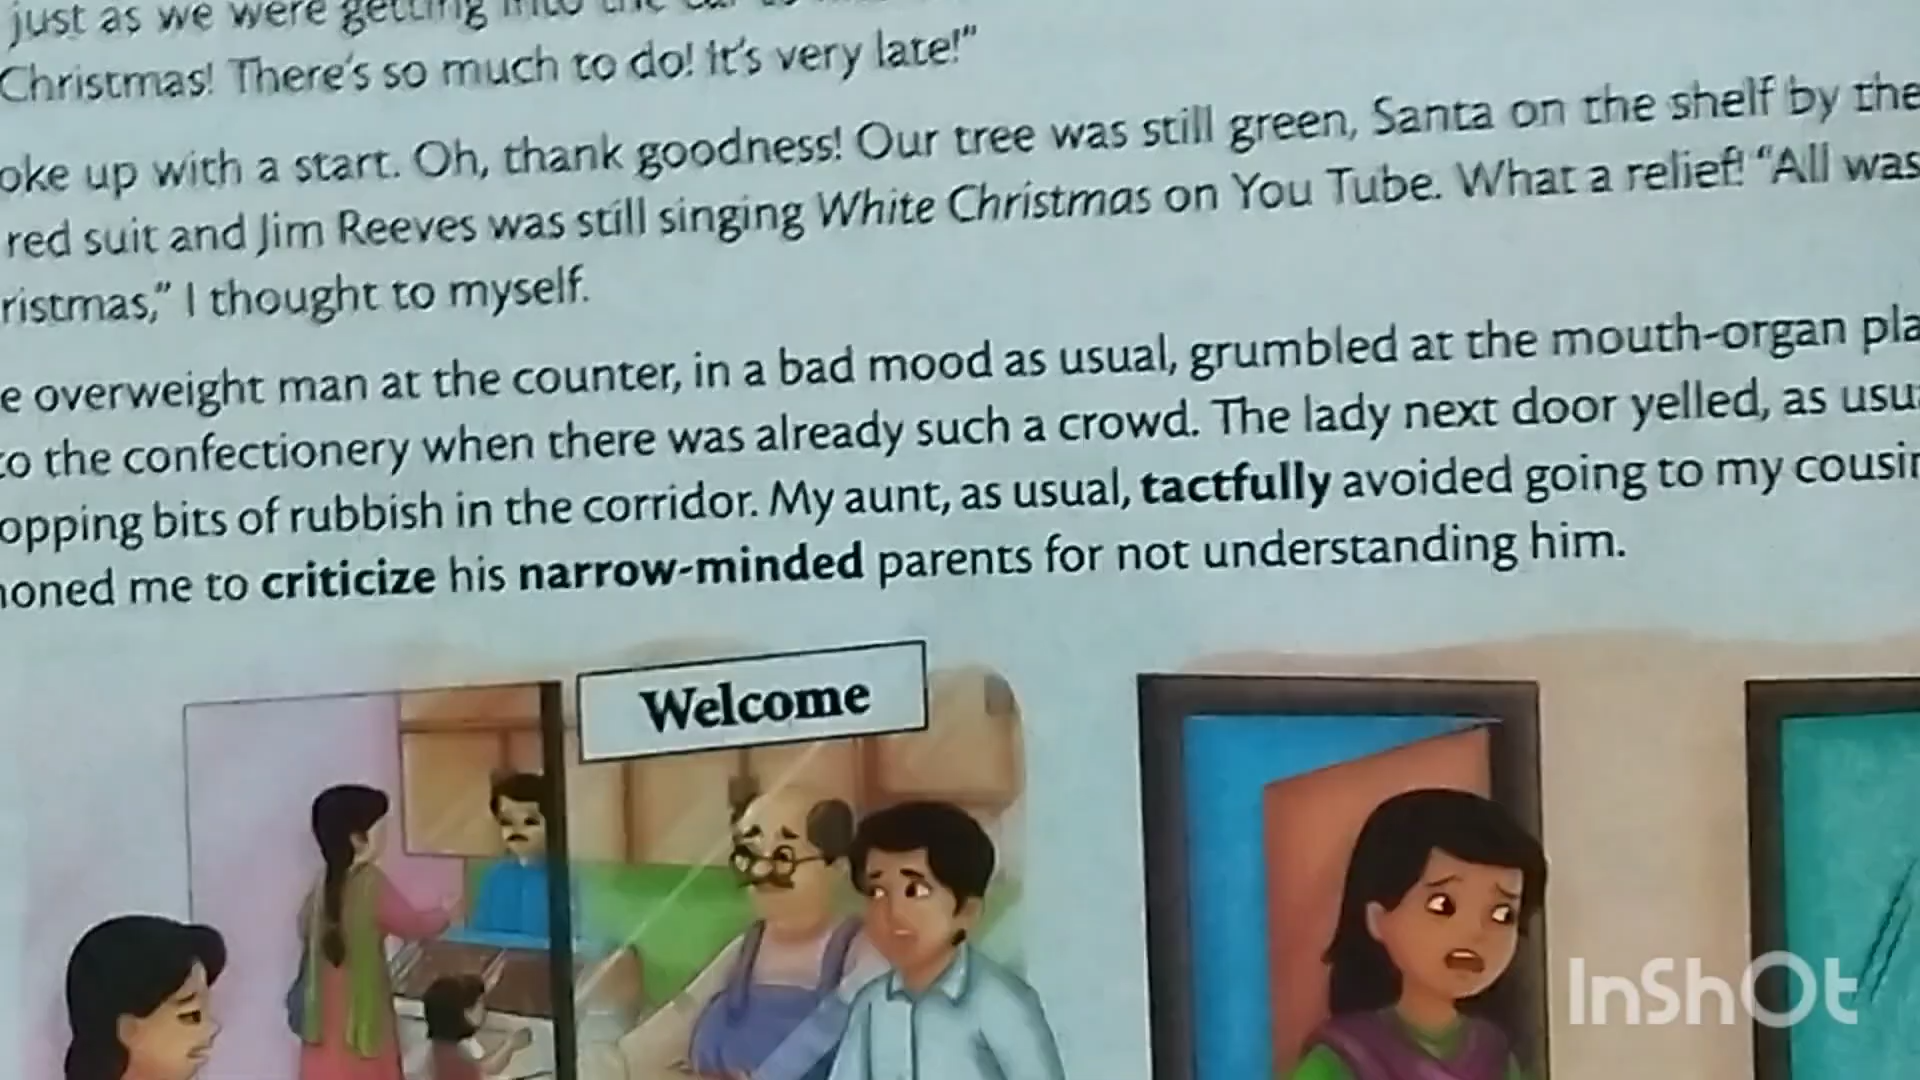 just as we were getting into the car to
Christmas! There's so much to do! It's very late!"
oke up with a start. Oh, thank goodness! Our tree was still green, Santa on the shelf by the
red suit and Jim Reeves was still singing White Christmas on You Tube. What a relief! "All was
ristmas," I thought to myself.
e overweight man at the counter, in a bad mood as usual, grumbled at the mouth-organ pla
to the confectionery when there was already such a crowd. The lady next door yelled, as usu
opping bits of rubbish in the corridor. My aunt, as usual, tactfully avoided going to my cousin
honed me to criticize his narrow-minded parents for not understanding him.
Welcome
InShOt